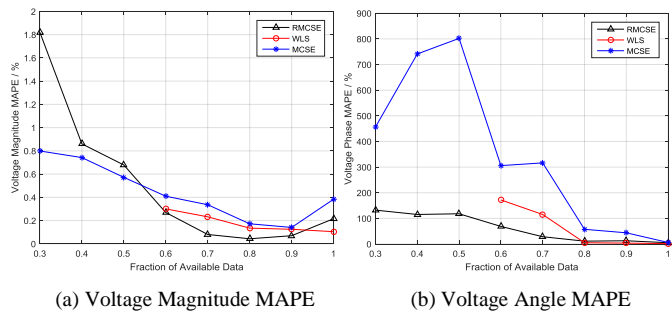 2
1.8
1.6
1.4
1.2
1
0.8
0.6
0.4
0.2
0
Voltage Magnitude MAPE / %
RMCSE
WLS
MCSE
0.3 0.4 0.5 0.6 0.7 0.8 0.9 1
Fraction of Available Data
(a) Voltage Magnitude MAPE
900
800
700
600
500
400
300
200
100
0
Voltage Phase MAPE / %
RMCSE
WLS
MCSE
0.3 0.4 0.5 0.6 0.7 0.8 0.9 1
Fraction of Available Data
(b) Voltage Angle MAPE